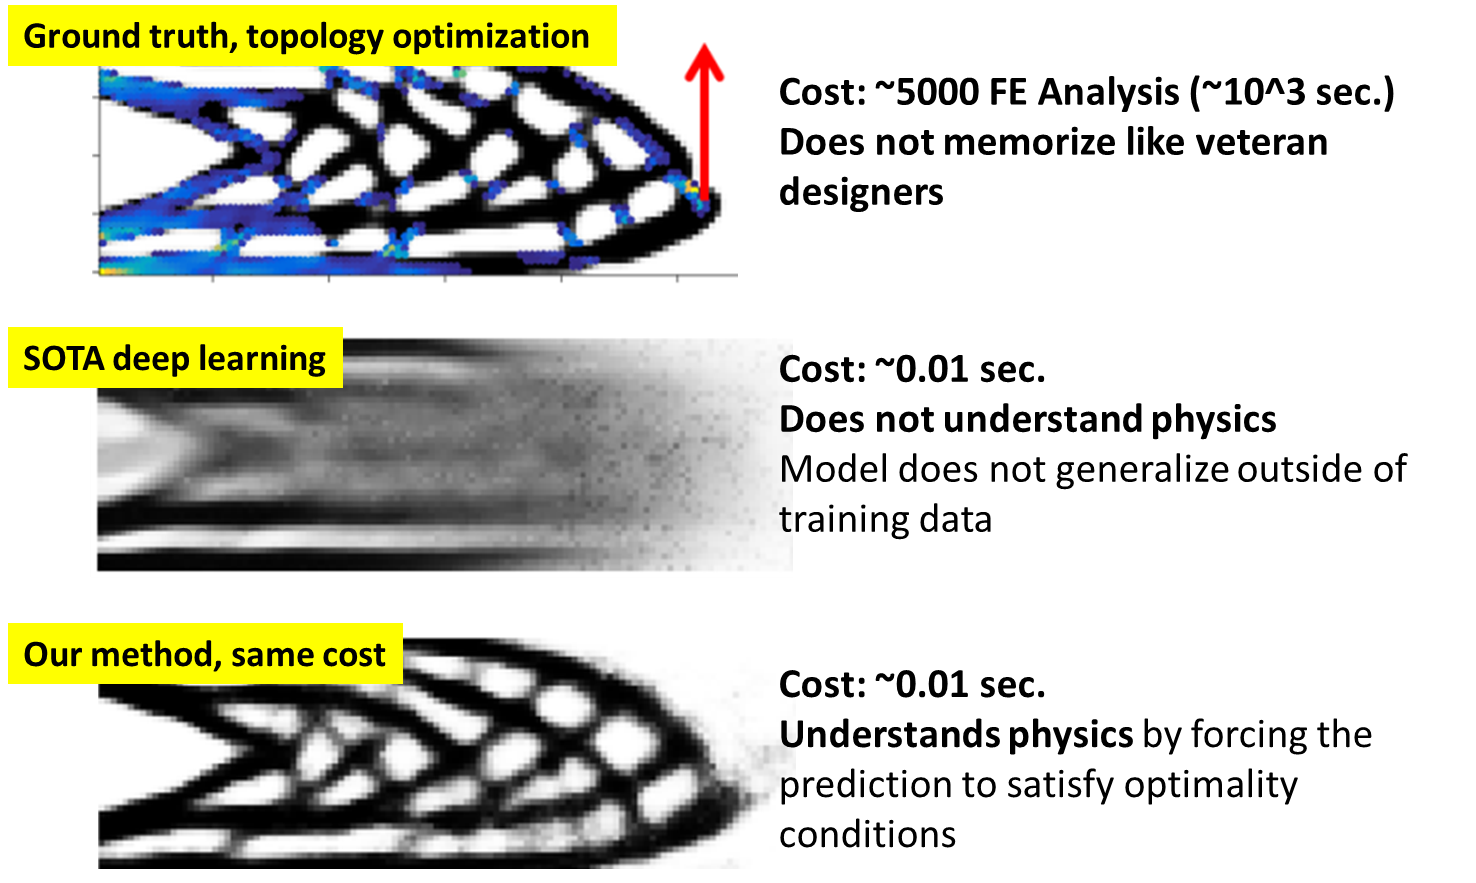 Ground truth, topology optimization
Cost: ~5000 FE Analysis (~10^3 sec.)
Does not memorize like veteran
designers
SOTA deep learning
Cost: ~0.01 sec.
Does not understand physics
Model does not generalize outside of
training data
Our method, same cost
Cost: ~0.01 sec.
Understands physics by forcing the
prediction to satisfy optimality
conditions